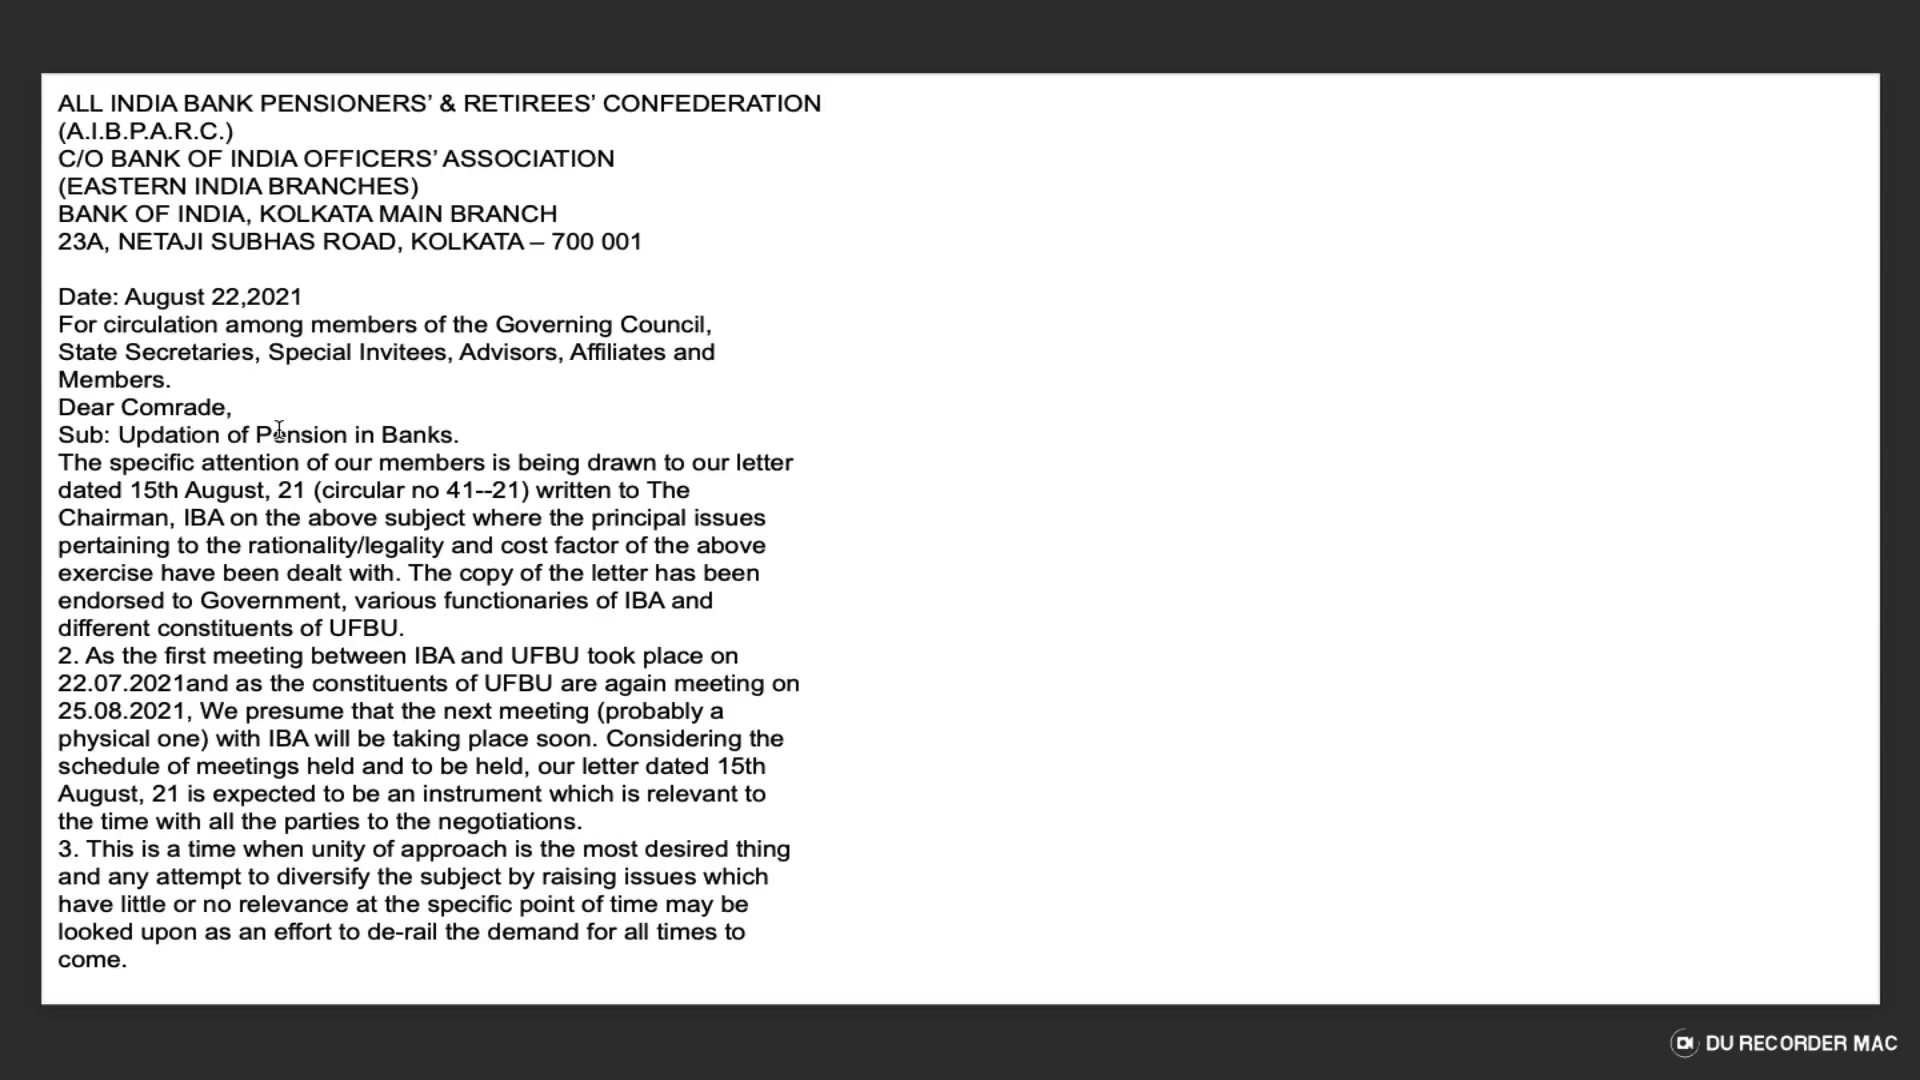 ALL INDIA BANK PENSIONERS’ & RETIREES’ CONFEDERATION
(A.I.B.P.A.R.C.)
C/O BANK OF INDIA OFFICERS’ ASSOCIATION
(EASTERN INDIA BRANCHES)
BANK OF INDIA, KOLKATA MAIN BRANCH
23A, NETAJI SUBHAS ROAD, KOLKATA – 700 001
Date: August 22,2021
For circulation among members of the Governing Council,
State Secretaries, Special Invitees, Advisors, Affiliates and
Members.
Dear Comrade,
Sub: Updation of Pension in Banks.
The specific attention of our members is being drawn to our letter
dated 15th August, 21 (circular no 41--21) written to The
Chairman, IBA on the above subject where the principal issues
pertaining to the rationality/legality and cost factor of the above
exercise have been dealt with. The copy of the letter has been
endorsed to Government, various functionaries of IBA and
different constituents of UFBU.
2. As the first meeting between IBA and UFBU took place on
22.07.2021and as the constituents of UFBU are again meeting on
25.08.2021, We presume that the next meeting (probably a
physical one) with IBA will be taking place soon. Considering the
schedule of meetings held and to be held, our letter dated 15th
August, 21 is expected to be an instrument which is relevant to
the time with all the parties to the negotiations.
3. This is a time when unity of approach is the most desired thing
and any attempt to diversify the subject by raising issues which
have little or no relevance at the specific point of time may be
looked upon as an effort to de-rail the demand for all times to
come.
DU RECORDER MAC